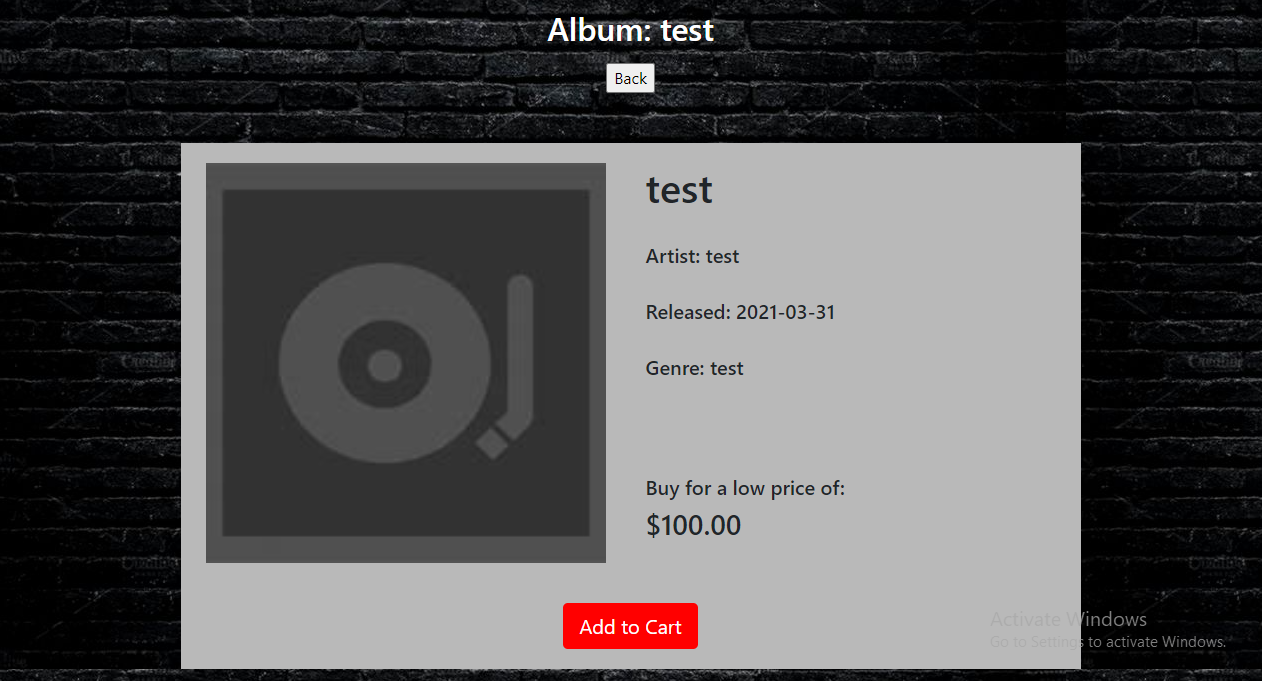 Album: test
Back
test
Artist: test
Released: 2021-03-31
Genre: test
Buy for a low price of:
$100.00
Add to Cart
Activate Windows
Go to Settings to activate Windows.